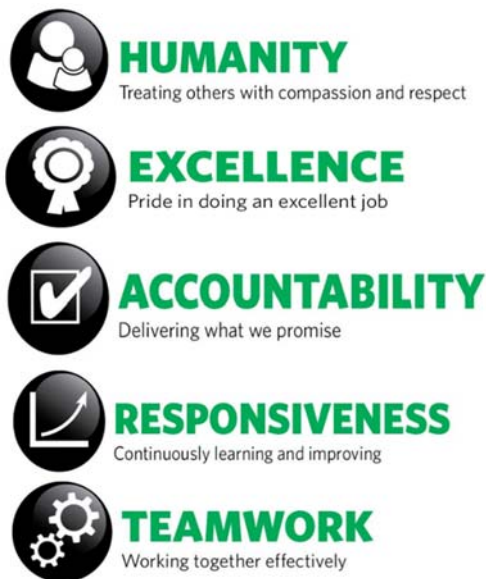 HUMANITY
Treating others with compassion and respect
EXCELLENCE
Pride in doing an excellent job
ACCOUNTABILITY
Delivering what we promise
RESPONSIVENESS
Continuously learning and improving
TEAMWORK
Working together effectively